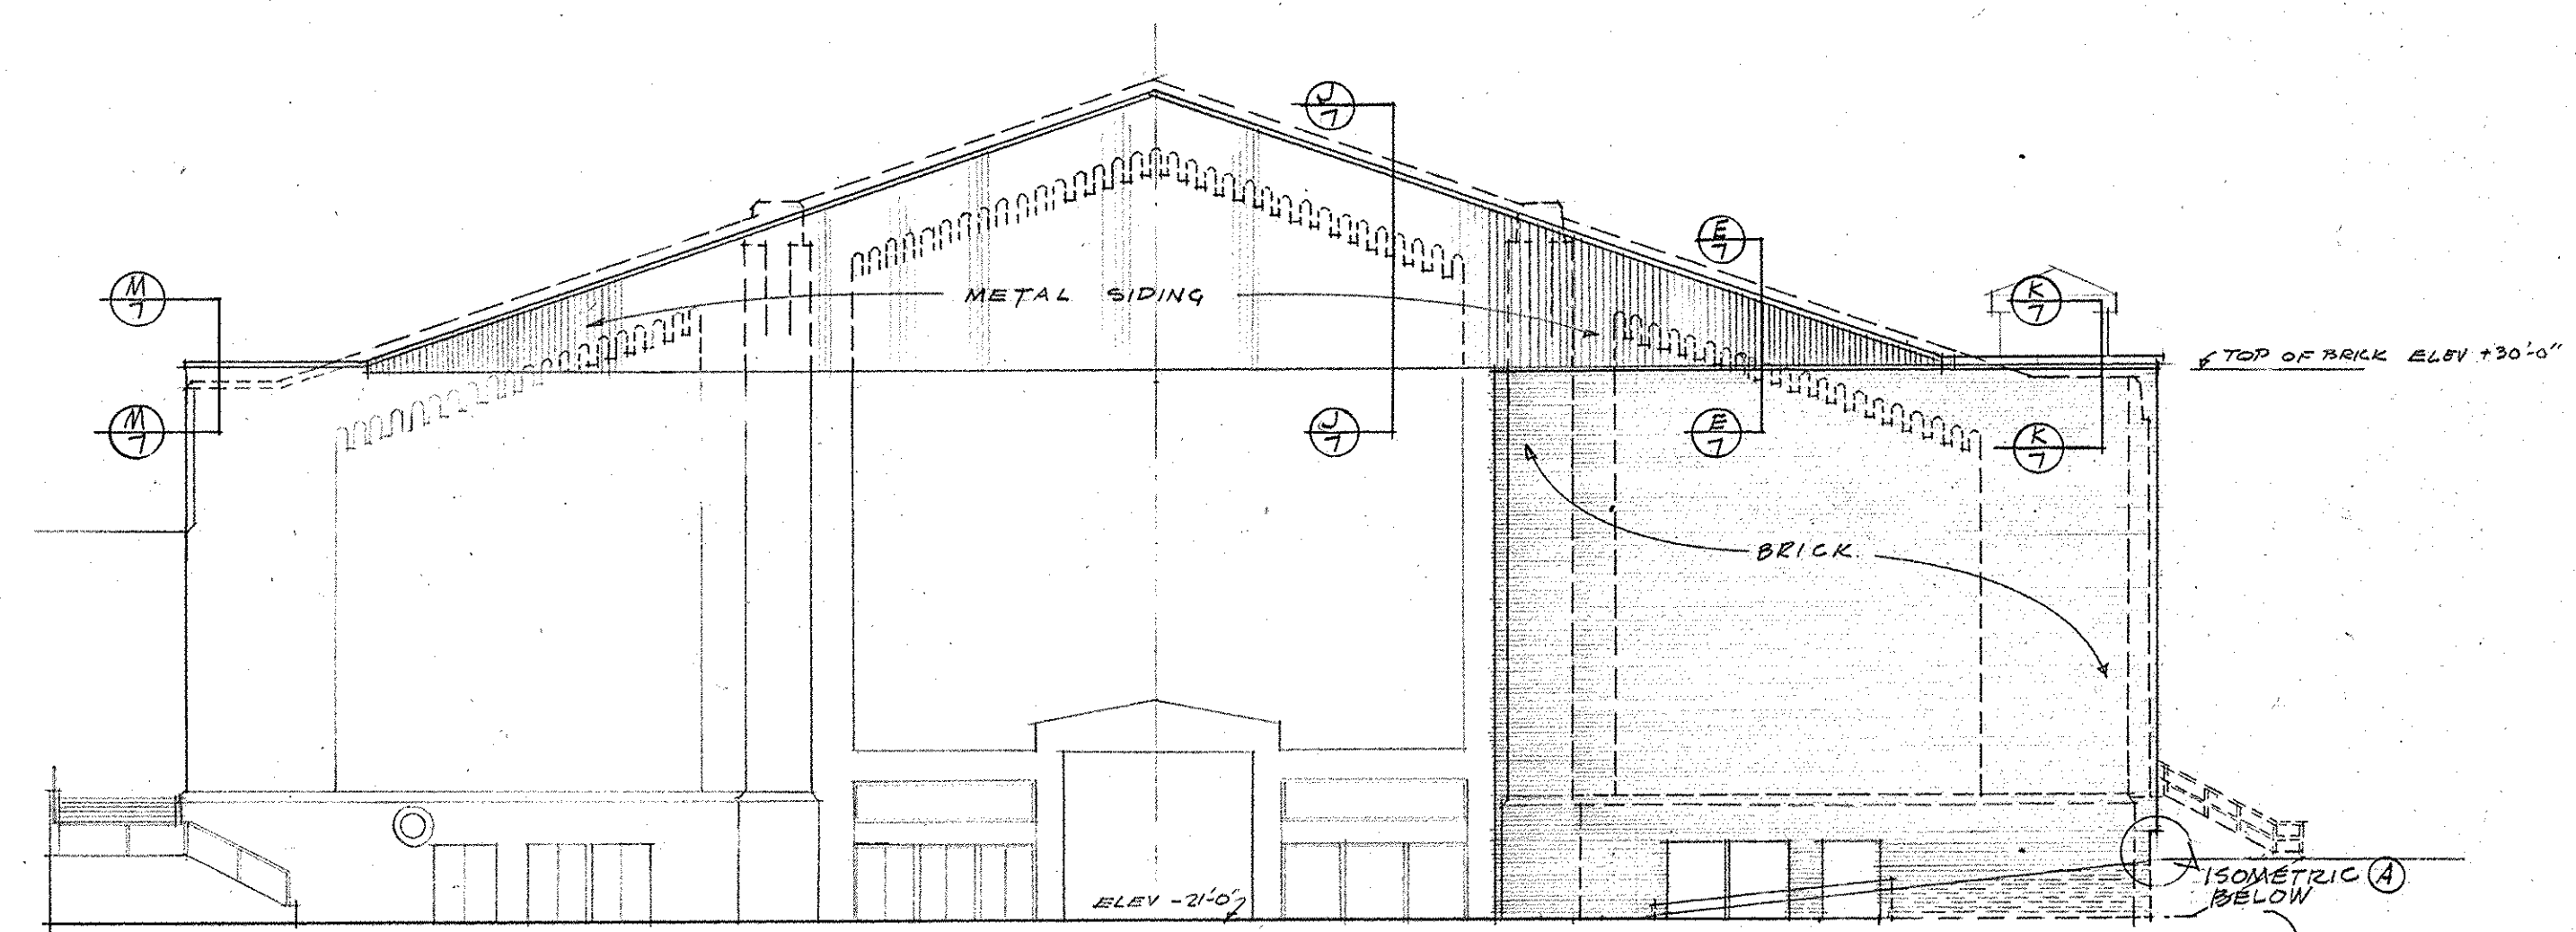 J
7
E
7
M
7
METAL SIDING
K
7
TOP OF BRICK ELEV +30'-0"
M
7
J
7
E
7
K
7
BRICK
ISOMETRIC A
BELOW
ELEV -21'-0"